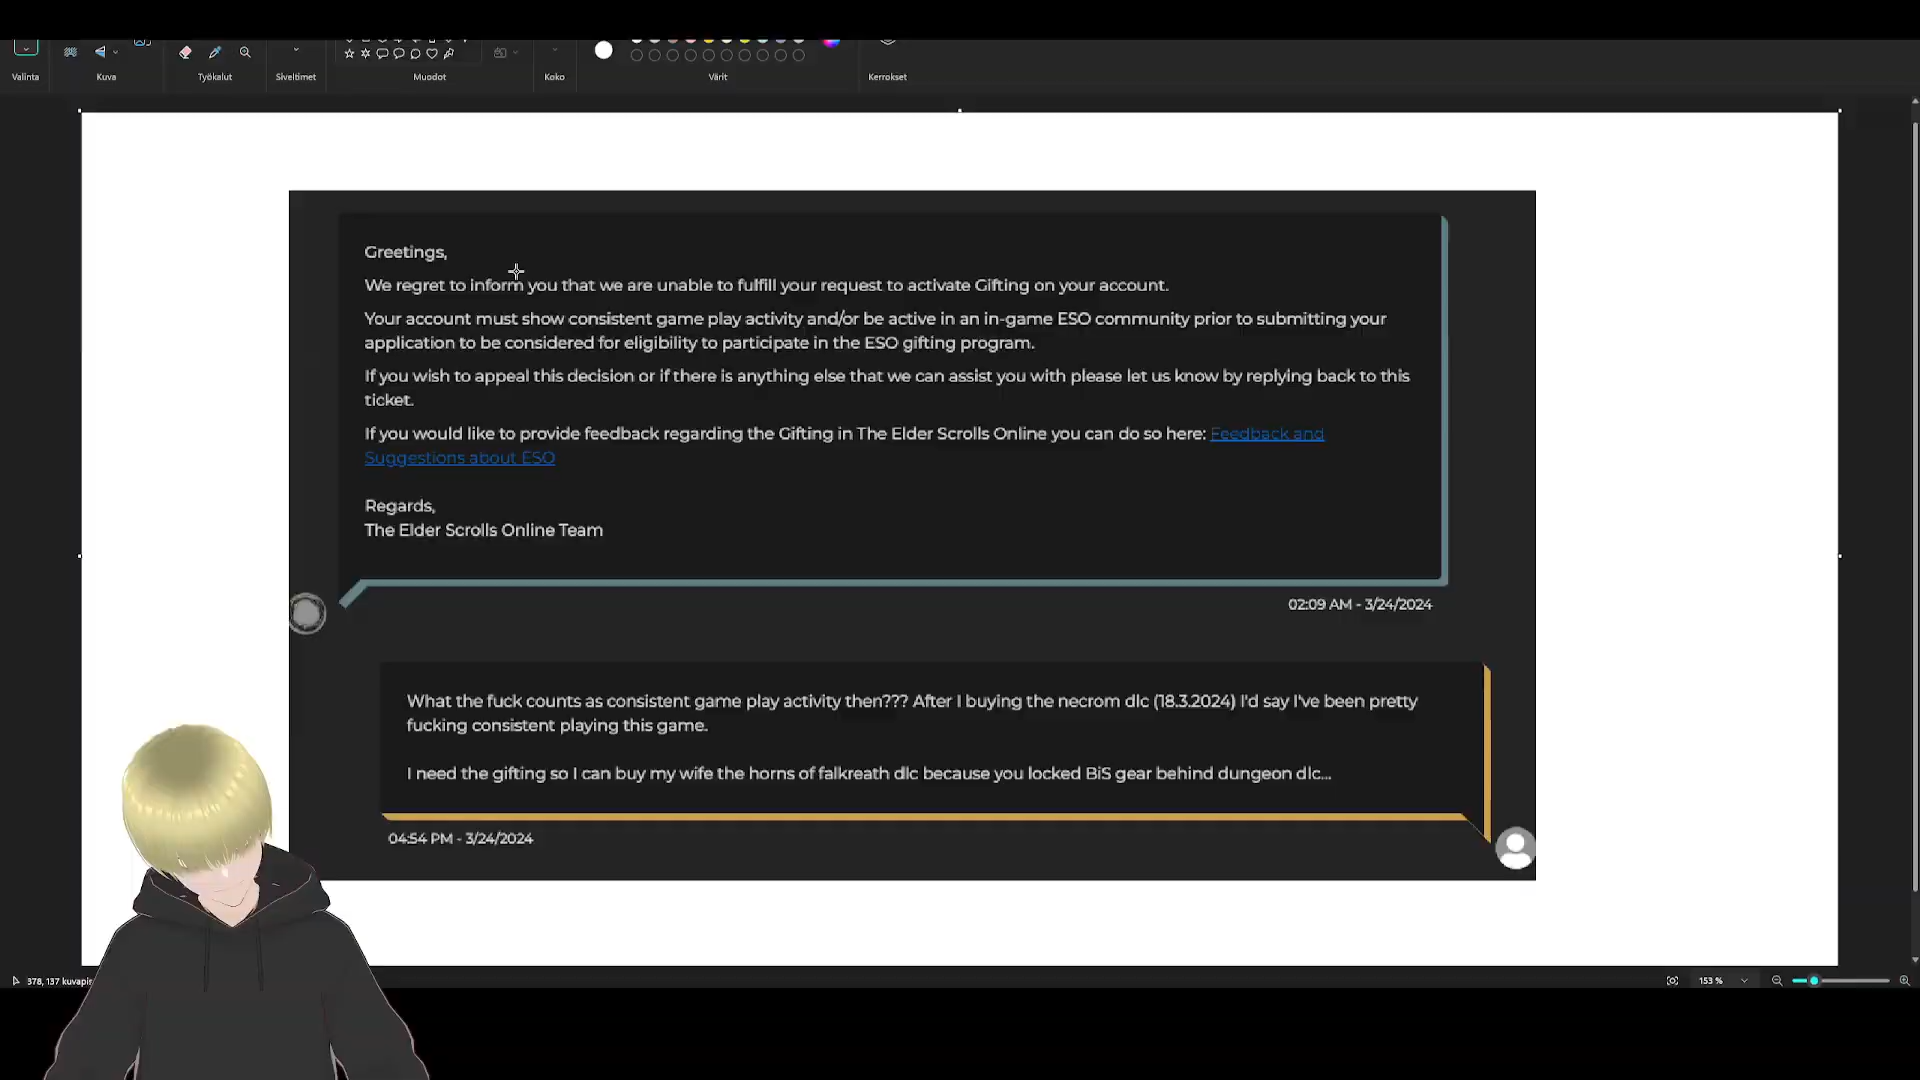 Valinta
Kuva
Työkalut
Siveltimet
Muodot
Koko
Värit
Kerrokset
Greetings,
We regret to inform you that we are unable to fulfill your request to activate Gifting on your account.
Your account must show consistent game play activity and/or be active in an in-game ESO community prior to submitting your
application to be considered for eligibility to participate in the ESO gifting program.
If you wish to appeal this decision or if there is anything else that we can assist you with please let us know by replying back to this
ticket.
If you would like to provide feedback regarding the Gifting in The Elder Scrolls Online you can do so here: Feedback and
Suggestions about ESO
Regards,
The Elder Scrolls Online Team
02:09 AM - 3/24/2024
What the fuck counts as consistent game play activity then??? After I buying the necrom dlc (18.3.2024) I'd say I've been pretty
fucking consistent playing this game.
I need the gifting so I can buy my wife the horns of falkreath dlc because you locked BiS gear behind dungeon dlc...
04:54 PM - 3/24/2024
378, 137
153 %